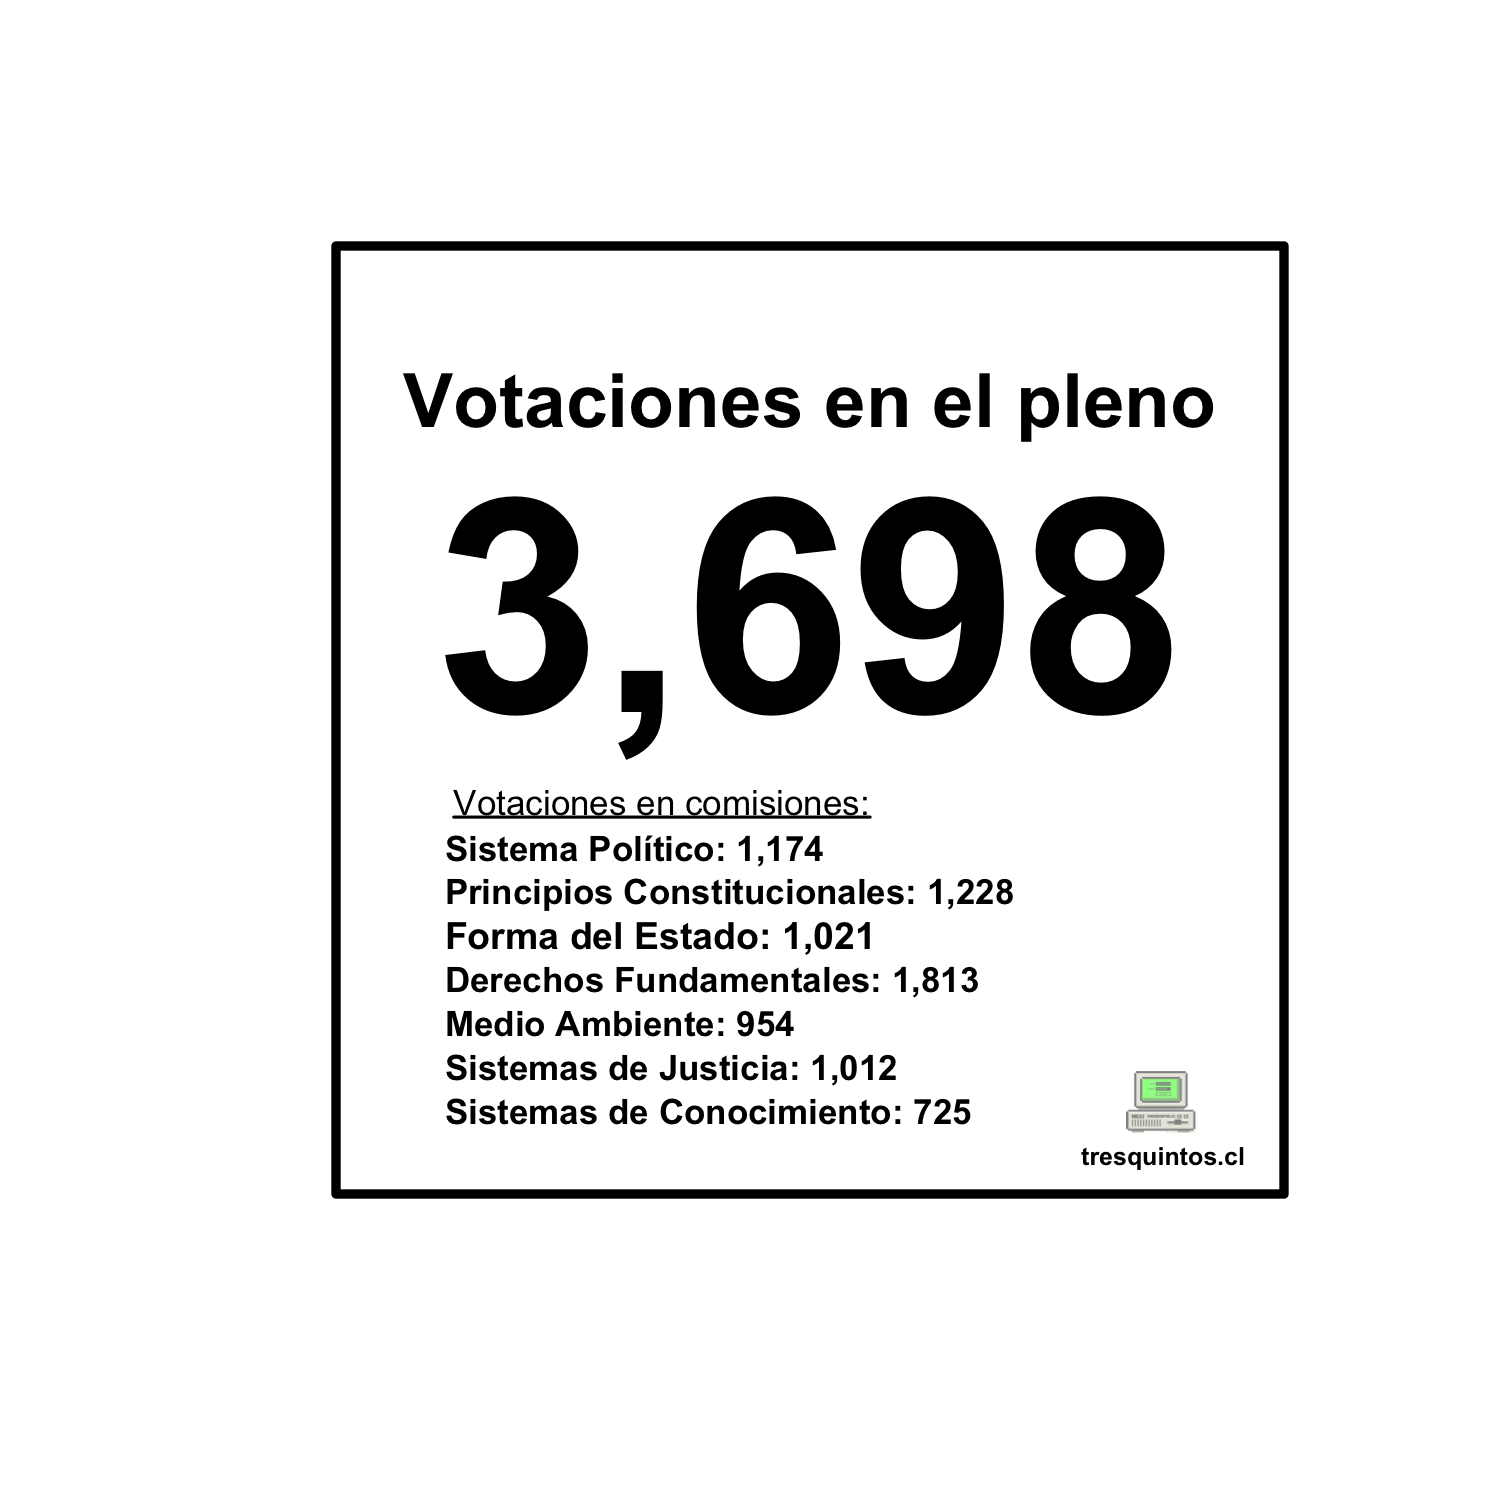 Votaciones en el pleno
3,698
Votaciones en comisiones:
Sistema Político: 1,174
Principios Constitucionales: 1,228
Forma del Estado: 1,021
Derechos Fundamentales: 1,813
Medio Ambiente: 954
Sistemas de Justicia: 1,012
Sistemas de Conocimiento: 725
tresquintos.cl